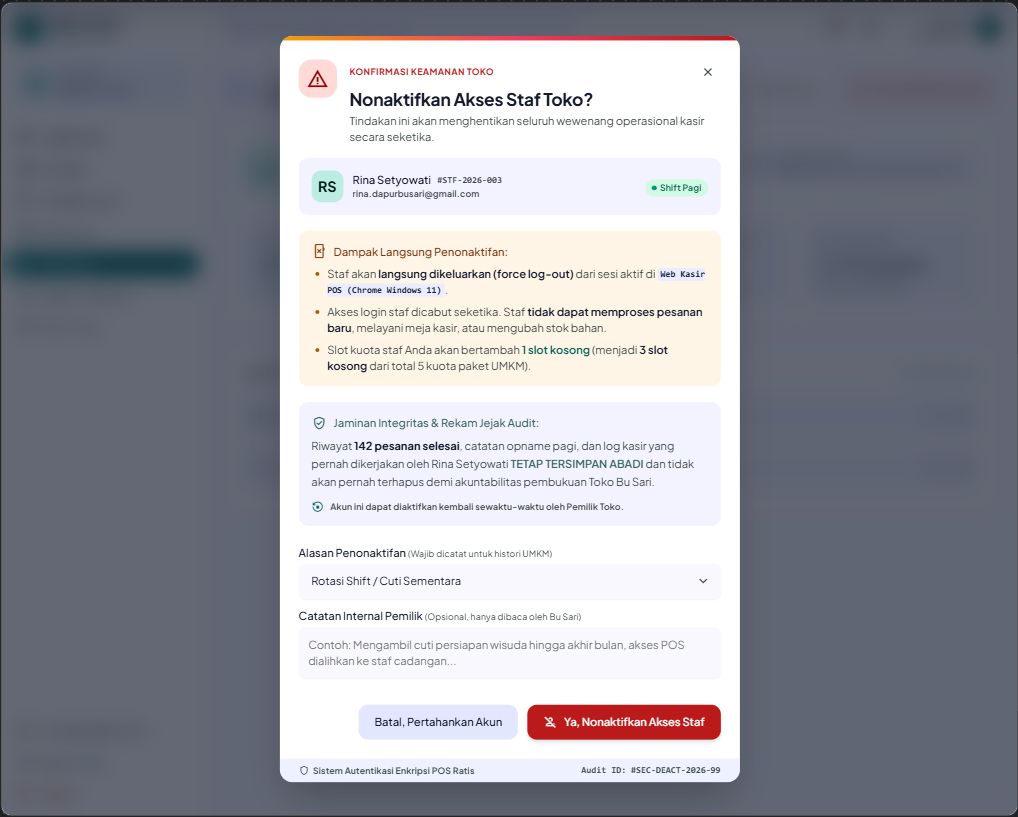 KONFIRMASI KEAMANAN TOKO
Nonaktifkan Akses Staf Toko?
Tindakan ini akan menghentikan seluruh wewenang operasional kasir
secara seketika.
RS
Rina Setyowati #STF-2026-003
rina.dapurbusari@gmail.com
Shift Pagi
Dampak Langsung Penonaktifan:
• Staf akan langsung dikeluarkan (force log-out) dari sesi aktif di Web Kasir
POS (Chrome Windows 11).
• Akses login staf dicabut seketika. Staf tidak dapat memproses pesanan
baru, melayani meja kasir, atau mengubah stok bahan.
• Slot kuota staf Anda akan bertambah 1 slot kosong (menjadi 3 slot
kosong dari total 5 kuota paket UMKM).
Jaminan Integritas & Rekam Jejak Audit:
Riwayat 142 pesanan selesai, catatan opname pagi, dan log kasir yang
pernah dikerjakan oleh Rina Setyowati TETAP TERSIMPAN ABADI dan tidak
akan pernah terhapus demi akuntabilitas pembukuan Toko Bu Sari.
Akun ini dapat diaktifkan kembali sewaktu-waktu oleh Pemilik Toko.
Alasan Penonaktifan (Wajib dicatat untuk histori UMKM)
Rotasi Shift / Cuti Sementara
Catatan Internal Pemilik (Opsional, hanya dibaca oleh Bu Sari)
Contoh: Mengambil cuti persiapan wisuda hingga akhir bulan, akses POS
dialihkan ke staf cadangan...
Batal, Pertahankan Akun
Ya, Nonaktifkan Akses Staf
Sistem Autentikasi Enkripsi POS Ratis
Audit ID: #SEC-DEACT-2026-99